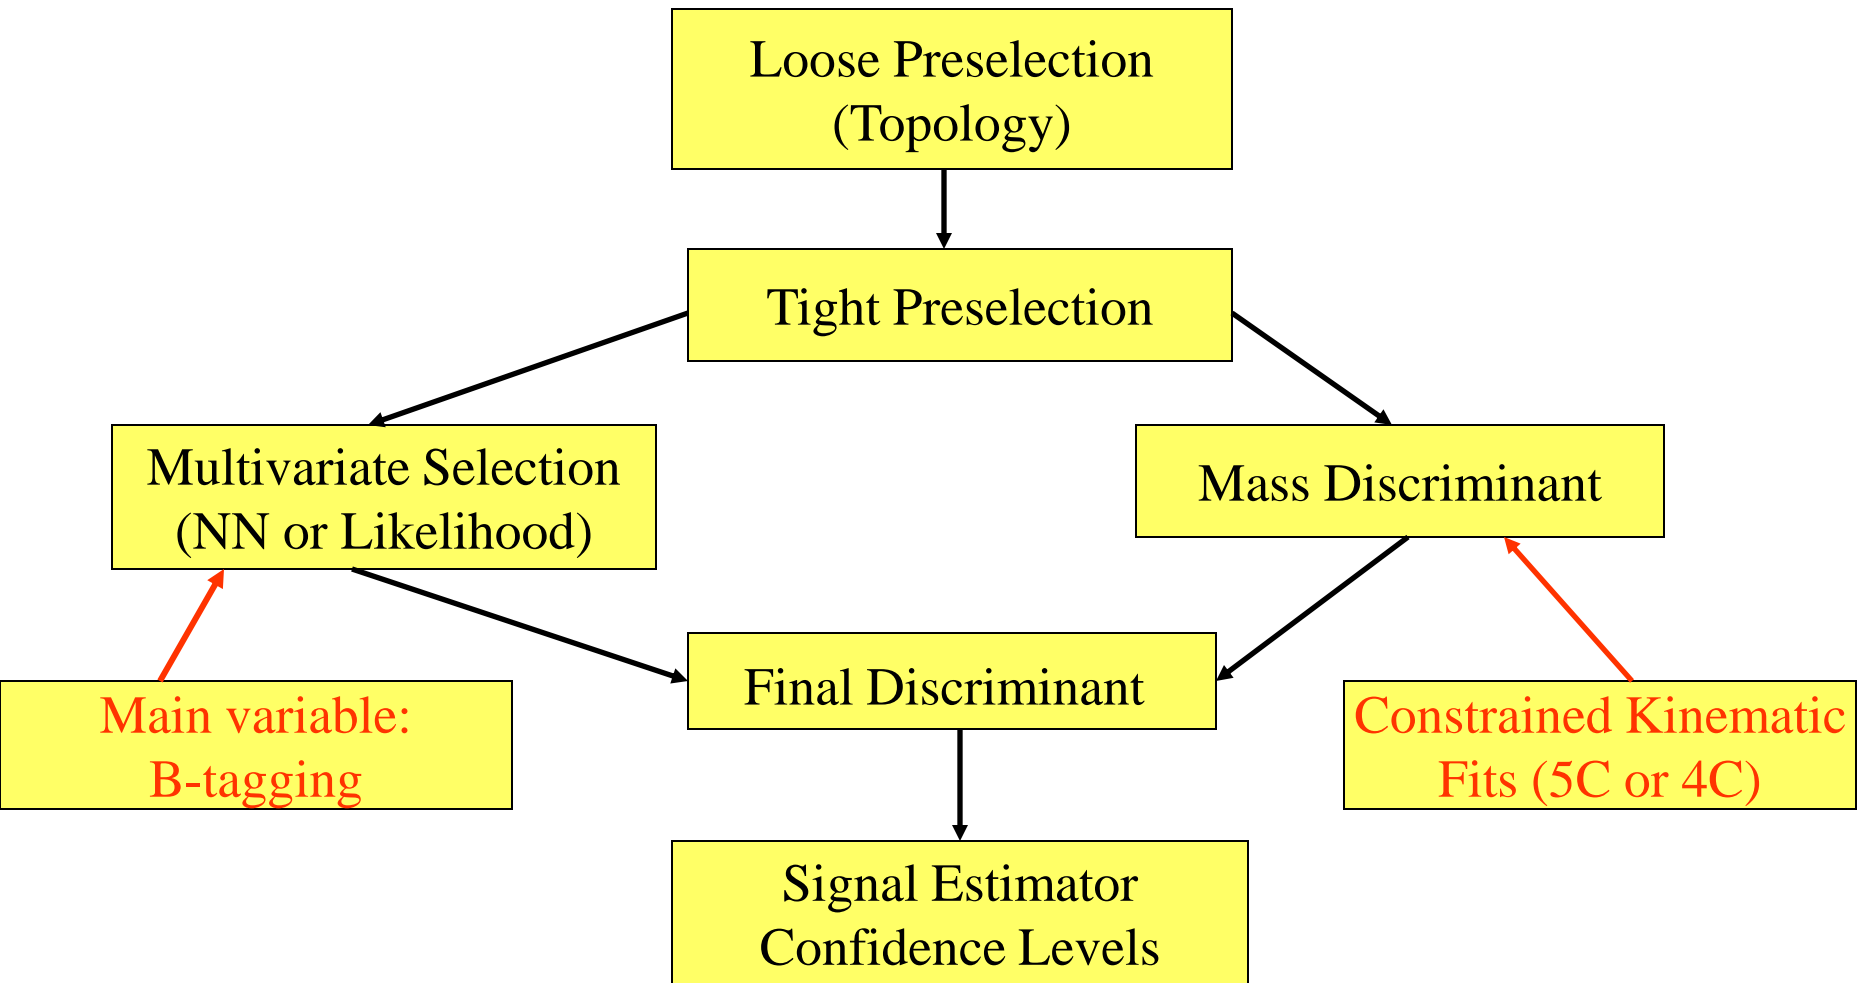 Loose Preselection
(Topology)
Tight Preselection
Multivariate Selection
(NN or Likelihood)
Mass Discriminant
Final Discriminant
Main variable:
B-tagging
Constrained Kinematic
Fits (5C or 4C)
Signal Estimator
Confidence Levels